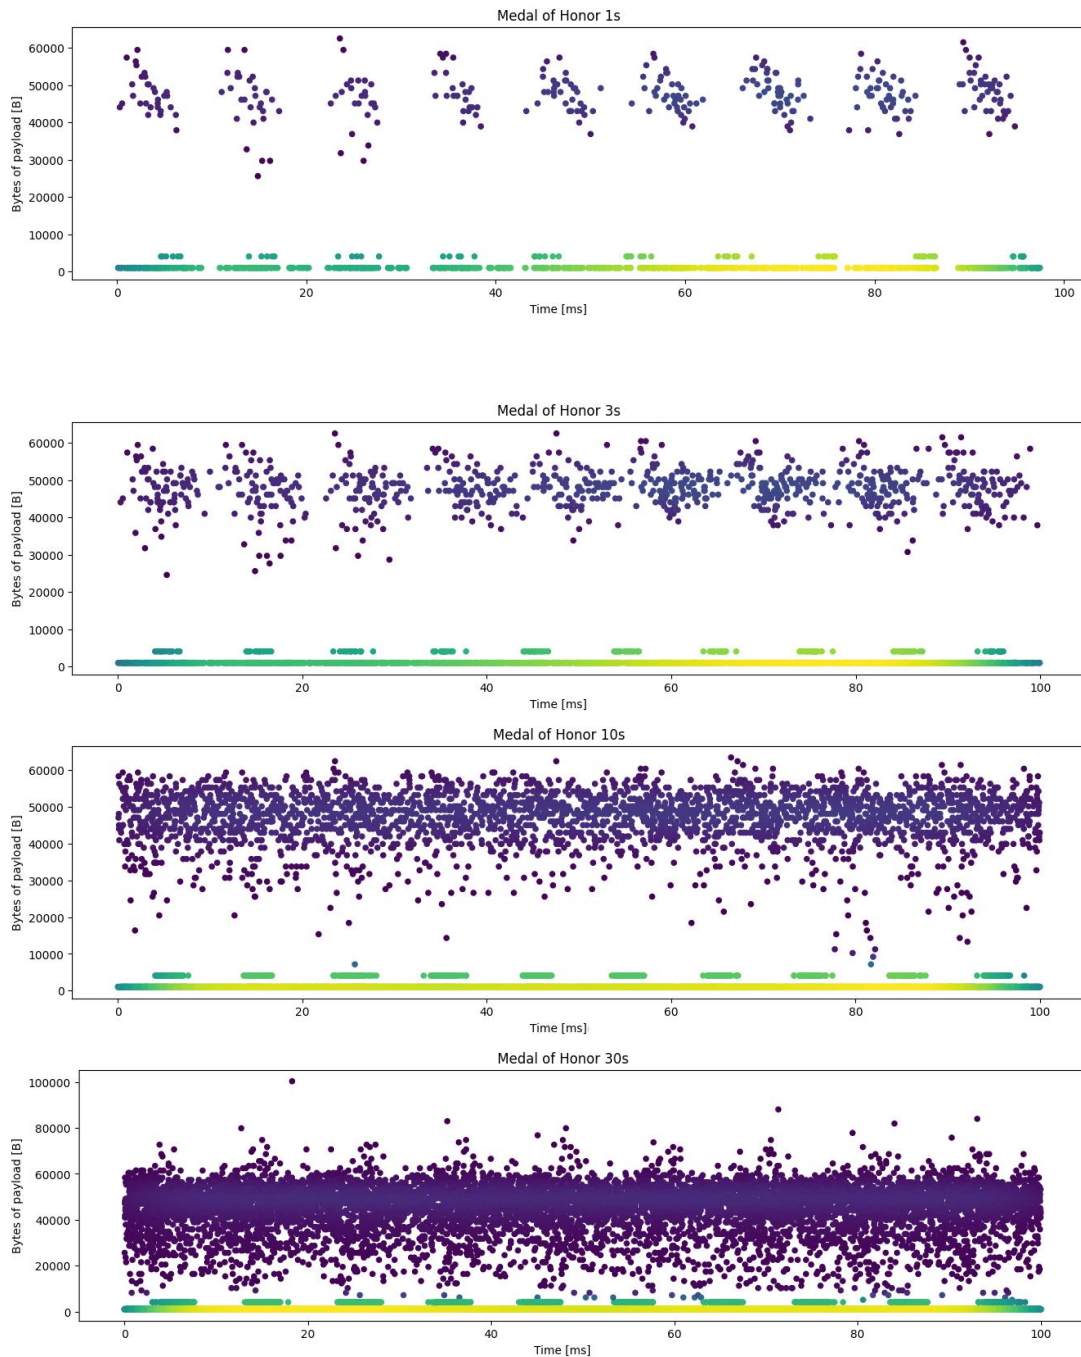 Medal of Honor 1s
Bytes of payload [B]
60000
50000
40000
30000
20000
10000
0
0 20 40 60 80 100
Time [ms]
Medal of Honor 3s
Bytes of payload [B]
60000
50000
40000
30000
20000
10000
0
0 20 40 60 80 100
Time [ms]
Medal of Honor 10s
Bytes of payload [B]
60000
50000
40000
30000
20000
10000
0
0 20 40 60 80 100
Time [ms]
Medal of Honor 30s
Bytes of payload [B]
100000
80000
60000
40000
20000
0
0 20 40 60 80 100
Time [ms]